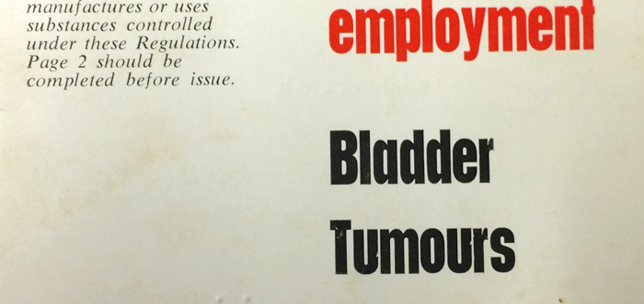 manufactures or uses
substances controlled
under these Regulations.
Page 2 should be
completed before issue.
employment
Bladder
Tumours